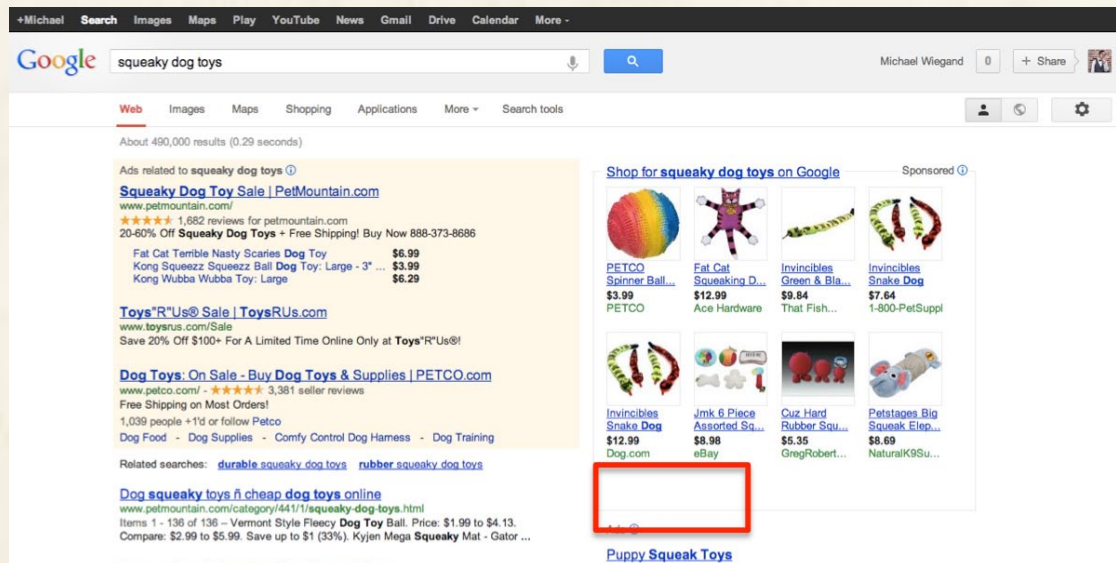 +Michael Search Images Maps Play YouTube News Gmail Drive Calendar More -
Google
squeaky dog toys
Michael Wiegand 0 + Share
Web Images Maps Shopping Applications More Search tools
About 490,000 results (0.29 seconds)
Ads related to squeaky dog toys
Squeaky Dog Toy Sale | PetMountain.com
www.petmountain.com/
1,682 reviews for petmountain.com
20-60% Off Squeaky Dog Toys + Free Shipping! Buy Now 888-373-8686
Fat Cat Terrible Nasty Scaries Dog Toy $6.99
Kong Squeezz Squeezz Ball Dog Toy: Large - 3" ... $3.99
Kong Wubba Wubba Toy: Large $6.29
Toys"R"Us® Sale | ToysRUs.com
www.toysrus.com/Sale
Save 20% Off $100+ For A Limited Time Online Only at Toys"R"Us®!
Dog Toys: On Sale - Buy Dog Toys & Supplies | PETCO.com
www.petco.com/ - 3,381 seller reviews
Free Shipping on Most Orders!
1,039 people +1'd or follow Petco
Dog Food - Dog Supplies - Comfy Control Dog Harness - Dog Training
Related searches: durable squeaky dog toys rubber squeaky dog toys
Dog squeaky toys ñ cheap dog toys online
www.petmountain.com/category/441/1/squeaky-dog-toys.html
Items 1 - 136 of 136 – Vermont Style Fleecy Dog Toy Ball. Price: $1.99 to $4.13.
Compare: $2.99 to $5.99. Save up to $1 (33%). Kyjen Mega Squeaky Mat - Gator ...
Shop for squeaky dog toys on Google Sponsored
PETCO Spinner Ball...
$3.99
PETCO
Fat Cat Squeaking D...
$12.99
Ace Hardware
Invincibles Green & Bla...
$9.84
That Fish...
Invincibles Snake Dog
$7.64
1-800-PetSuppl
Invincibles Snake Dog
$12.99
Dog.com
Jmk 6 Piece Assorted Sq...
$8.98
eBay
Cuz Hard Rubber Squ...
$5.35
GregRobert...
Petstages Big Squeak Elep...
$8.69
NaturalK9Su...
Ads
Puppy Squeak Toys